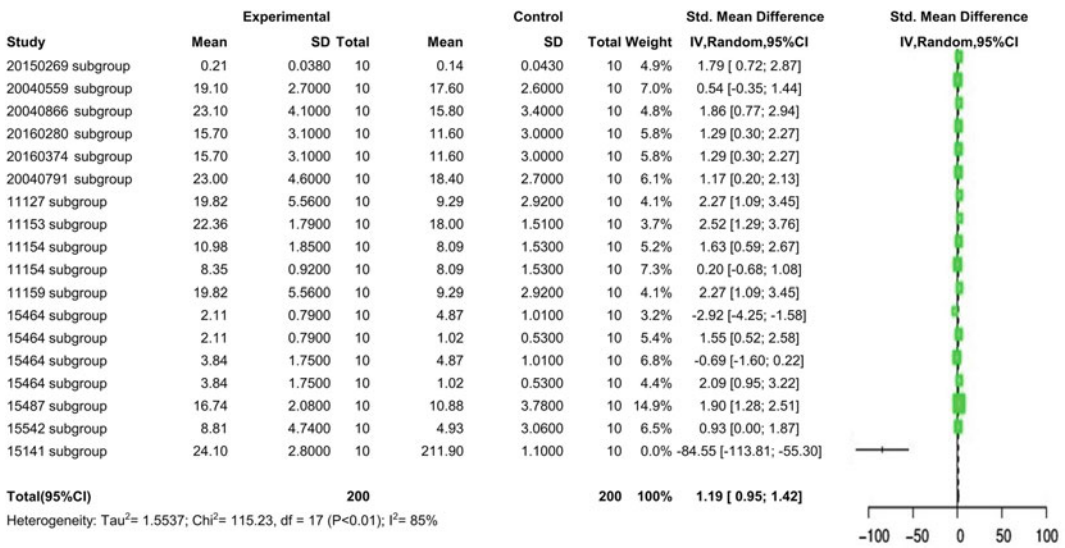 Experimental Control Std. Mean Difference Std. Mean Difference
Study Mean SD Total Mean SD Total Weight IV,Random,95%CI IV,Random,95%CI
20150269 subgroup 0.21 0.0380 10 0.14 0.0430 10 4.9% 1.79 [ 0.72; 2.87]
20040559 subgroup 19.10 2.7000 10 17.60 2.6000 10 7.0% 0.54 [-0.35; 1.44]
20040866 subgroup 23.10 4.1000 10 15.80 3.4000 10 4.8% 1.86 [0.77; 2.94]
20160280 subgroup 15.70 3.1000 10 11.60 3.0000 10 5.8% 1.29 [0.30; 2.27]
20160374 subgroup 15.70 3.1000 10 11.60 3.0000 10 5.8% 1.29 [0.30; 2.27]
20040791 subgroup 23.00 4.6000 10 18.40 2.7000 10 6.1% 1.17 [0.20; 2.13]
11127 subgroup 19.82 5.5600 10 9.29 2.9200 10 4.1% 2.27 [1.09; 3.45]
11153 subgroup 22.36 1.7900 10 18.00 1.5100 10 3.7% 2.52 [1.29; 3.76]
11154 subgroup 10.98 1.8500 10 8.09 1.5300 10 5.2% 1.63 [0.59; 2.67]
11154 subgroup 8.35 0.9200 10 8.09 1.5300 10 7.3% 0.20 [-0.68; 1.08]
11159 subgroup 19.82 5.5600 10 9.29 2.9200 10 4.1% 2.27 [1.09; 3.45]
15464 subgroup 2.11 0.7900 10 4.87 1.0100 10 3.2% -2.92 [-4.25; -1.58]
15464 subgroup 2.11 0.7900 10 1.02 0.5300 10 5.4% 1.55 [0.52; 2.58]
15464 subgroup 3.84 1.7500 10 4.87 1.0100 10 6.8% -0.69 [-1.60; 0.22]
15464 subgroup 3.84 1.7500 10 1.02 0.5300 10 4.4% 2.09 [0.95; 3.22]
15487 subgroup 16.74 2.0800 10 10.88 3.7800 10 14.9% 1.90 [1.28; 2.51]
15542 subgroup 8.81 4.7400 10 4.93 3.0600 10 6.5% 0.93 [0.00; 1.87]
15141 subgroup 24.10 2.8000 10 211.90 1.1000 10 0.0% -84.55 [-113.81; -55.30]
Total(95%CI) 200 200 100% 1.19 [ 0.95; 1.42]
Heterogeneity: Tau²= 1.5537; Chi²= 115.23, df = 17 (P<0.01); I²= 85%
−100 −50 0 50 100